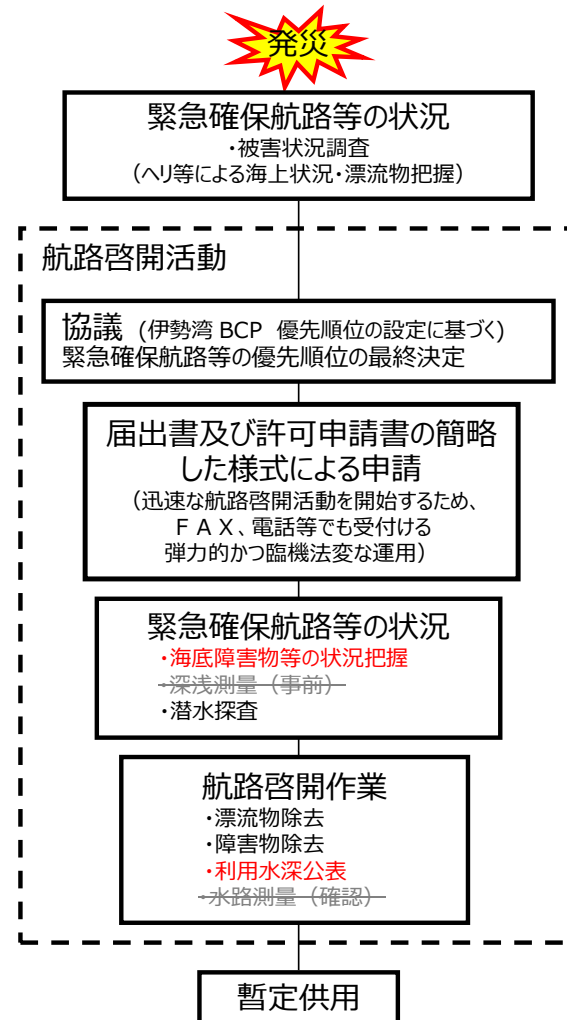 発災
緊急確保航路等の状況
・被害状況調査
（ヘリ等による海上状況・漂流物把握）
航路啓開活動
協議 (伊勢湾 BCP 優先順位の設定に基づく)
緊急確保航路等の優先順位の最終決定
届出書及び許可申請書の簡略
した様式による申請
（迅速な航路啓開活動を開始するため、
ＦＡＸ、電話等でも受付ける
弾力的かつ臨機法変な運用）
緊急確保航路等の状況
・海底障害物等の状況把握
・深浅測量（事前）
・潜水探査
航路啓開作業
・漂流物除去
・障害物除去
・利用水深公表
・水路測量（確認）
暫定供用